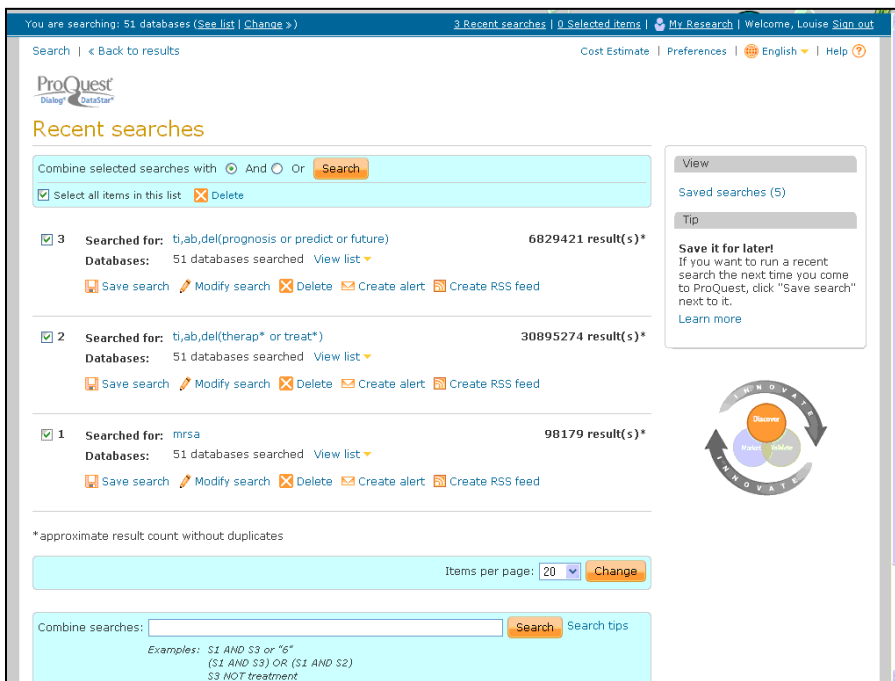 You are searching: 51 databases (See list | Change »)
3 Recent searches | 0 Selected items | My Research | Welcome, Louise Sign out
Search | « Back to results
Cost Estimate | Preferences | English | Help ?
ProQuest
Dialog* DataStar*
Recent searches
Combine selected searches with And Or Search
Select all items in this list Delete
3 Searched for: ti,ab,del(prognosis or predict or future) 6829421 result(s)*
Databases: 51 databases searched View list
Save search Modify search Delete Create alert Create RSS feed
2 Searched for: ti,ab,del(therap* or treat*) 30895274 result(s)*
Databases: 51 databases searched View list
Save search Modify search Delete Create alert Create RSS feed
1 Searched for: mrsa 98179 result(s)*
Databases: 51 databases searched View list
Save search Modify search Delete Create alert Create RSS feed
*approximate result count without duplicates
Items per page: 20 Change
Combine searches: Search Search tips
Examples: S1 AND S3 or "6"
(S1 AND S3) OR (S1 AND S2)
S3 NOT treatment
View
Saved searches (5)
Tip
Save it for later!
If you want to run a recent
search the next time you come
to ProQuest, click "Save search"
next to it.
Learn more
INNOVATE
Discover
Market Validate
INNOVATE